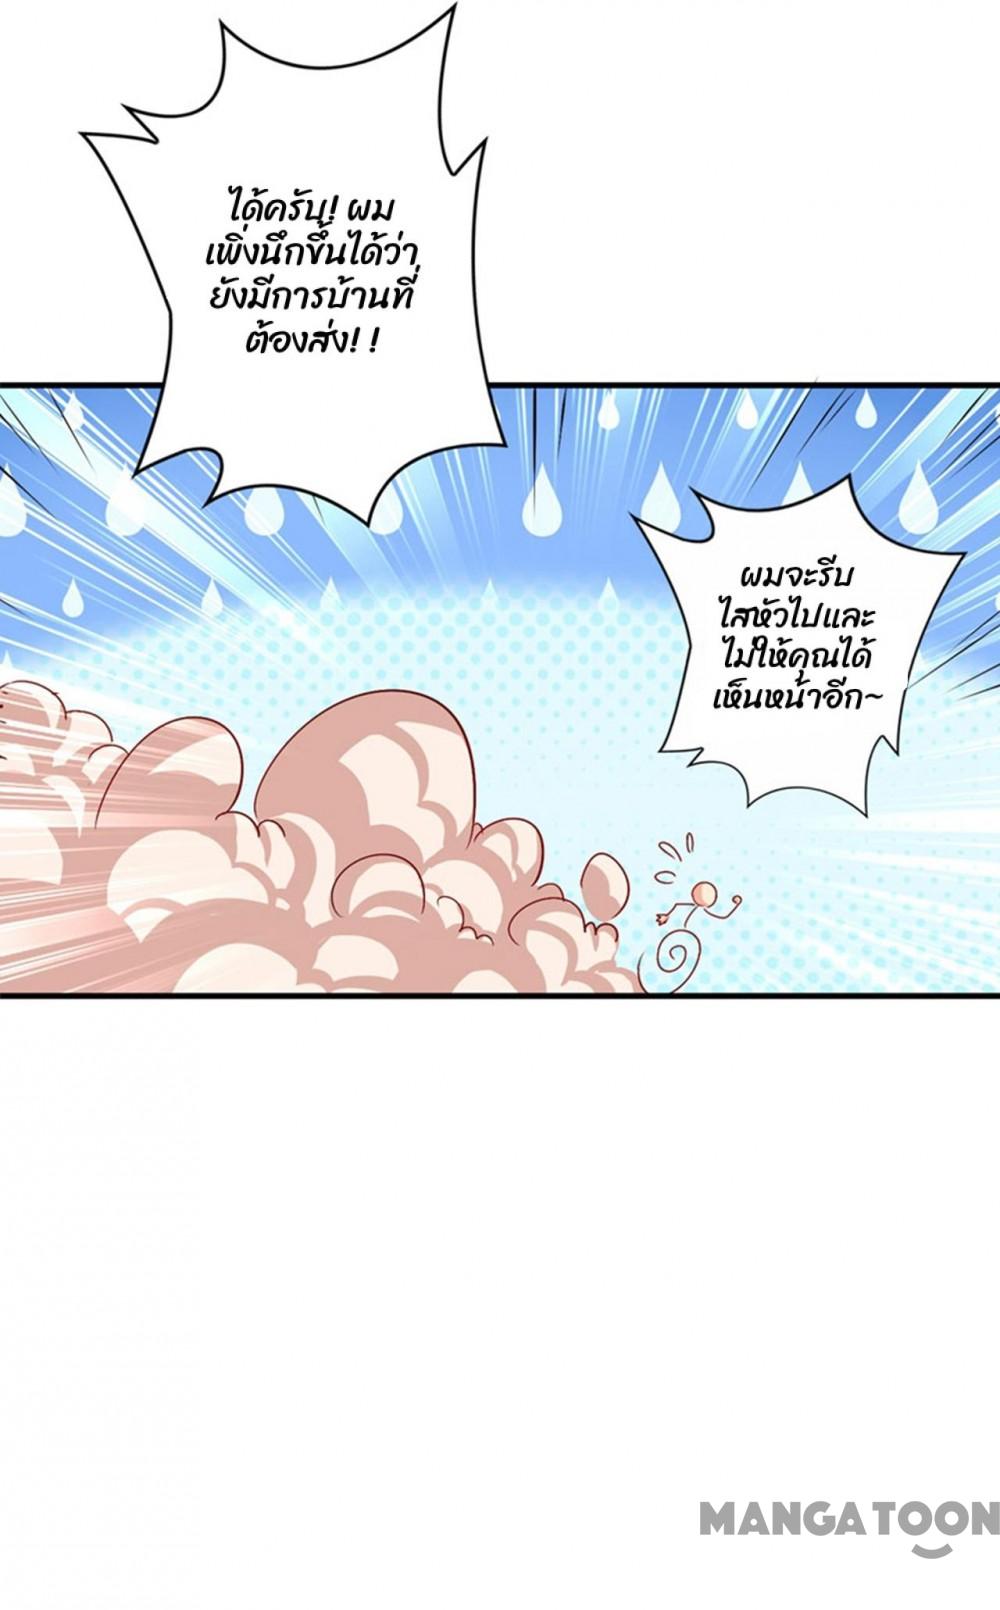 ได้ครับ! ผม
เพิ่งนึกขึ้นได้ว่า
ยังมีการบ้านที่
ต้องส่ง! !
ผมจะรีบ
ไสหัวไปและ
ไม่ให้คุณได้
เห็นหน้าอีก~
MANGATOON